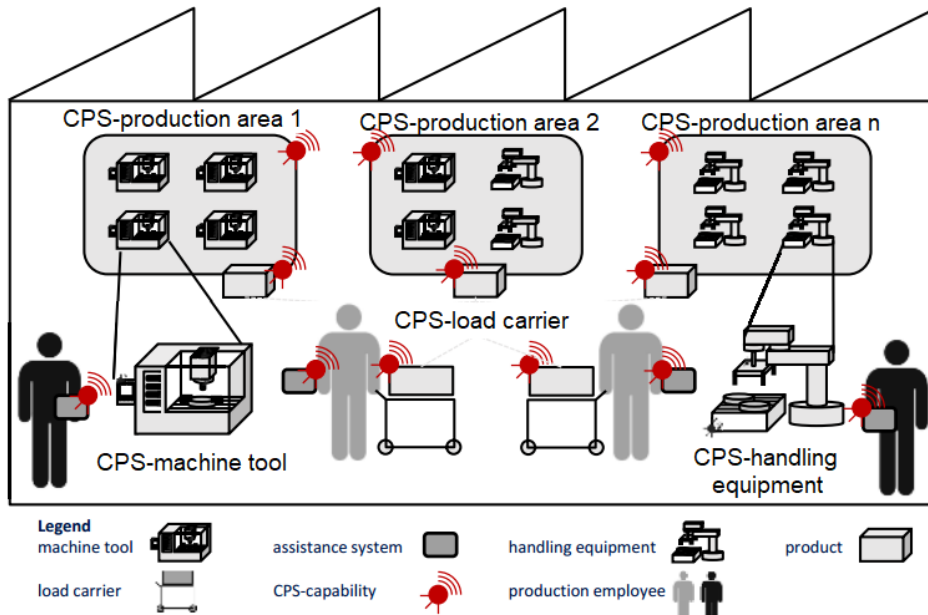 CPS-production area 1
CPS-production area 2
CPS-production area n
CPS-load carrier
CPS-machine tool
CPS-handling
equipment
Legend
machine tool
assistance system
handling equipment
product
load carrier
CPS-capability
production employee